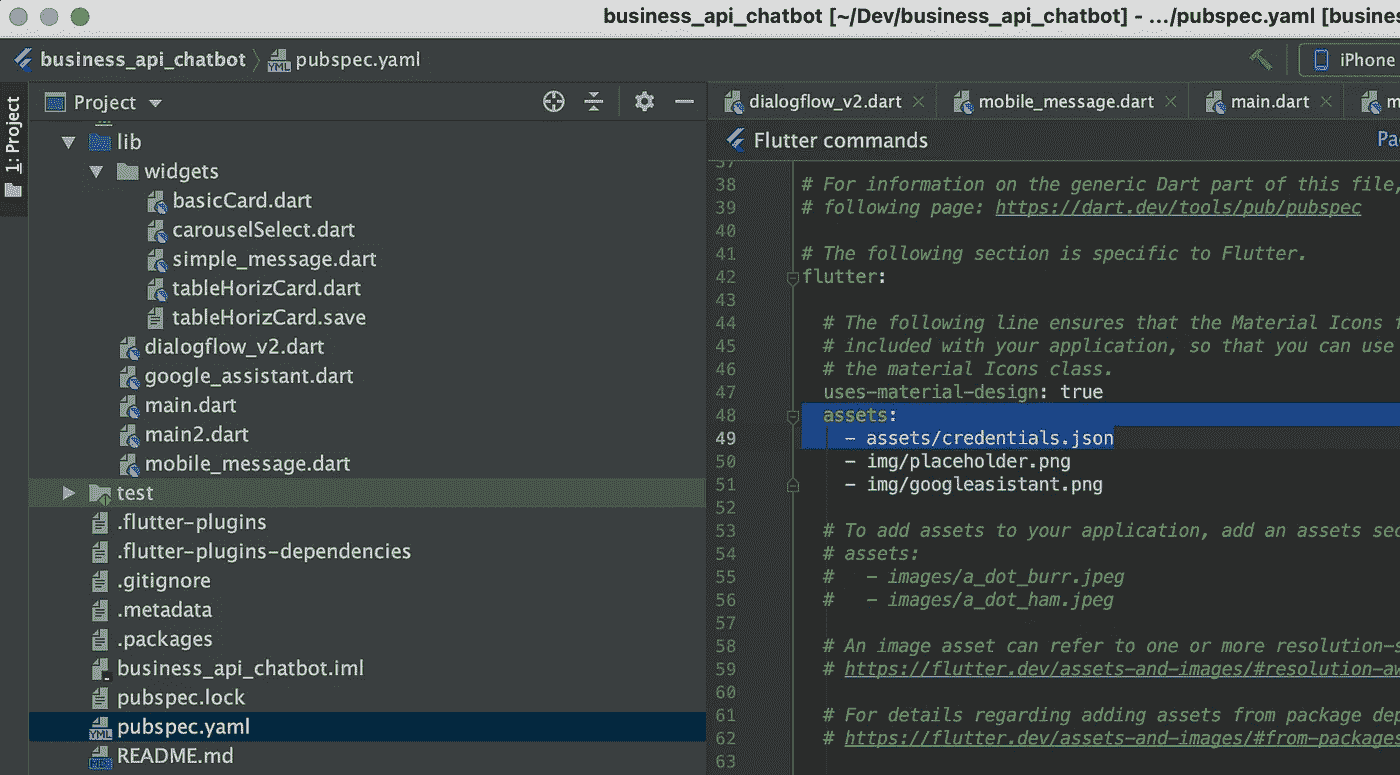 business_api_chatbot [~/Dev/business_api_chatbot] - .../pubspec.yaml [busines
business_api_chatbot
pubspec.yaml
iPhone
1: Project
Project
dialogflow_v2.dart
mobile_message.dart
main.dart
m
Flutter commands
Pa
lib
widgets
basicCard.dart
carouselSelect.dart
simple_message.dart
tableHorizCard.dart
tableHorizCard.save
dialogflow_v2.dart
google_assistant.dart
main.dart
main2.dart
mobile_message.dart
test
.flutter-plugins
.flutter-plugins-dependencies
.gitignore
.metadata
.packages
business_api_chatbot.iml
pubspec.lock
YML pubspec.yaml
README.md
37
38 # For information on the generic Dart part of this file,
39 # following page: https://dart.dev/tools/pub/pubspec
40
41 # The following section is specific to Flutter.
42 flutter:
43
44 # The following line ensures that the Material Icons
45 # included with your application, so that you can use
46 # the material Icons class.
47 uses-material-design: true
48 assets:
49 - assets/credentials.json
50 - img/placeholder.png
51 - img/googleasistant.png
52
53 # To add assets to your application, add an assets sec
54 # assets:
55 # - images/a_dot_burr.jpeg
56 # - images/a_dot_ham.jpeg
57
58 # An image asset can refer to one or more resolution-s
59 # https://flutter.dev/assets-and-images/#resolution-aw
60
61 # For details regarding adding assets from package dep
62 # https://flutter.dev/assets-and-images/#from-packages
63